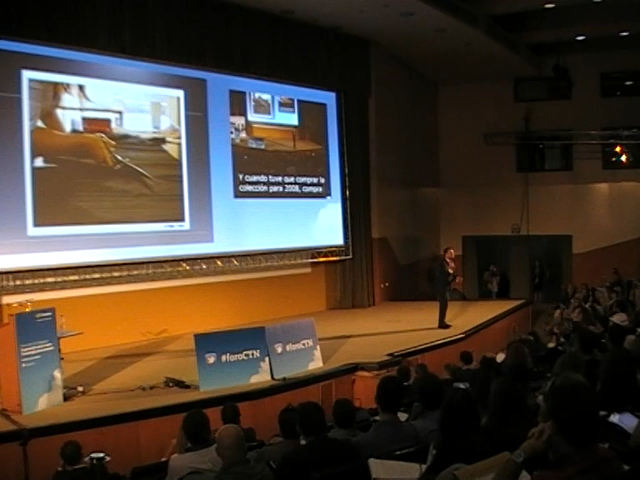 Y cuando tuve que comprar la
colección para 2008, compre
#foroCTN
#foroCTN